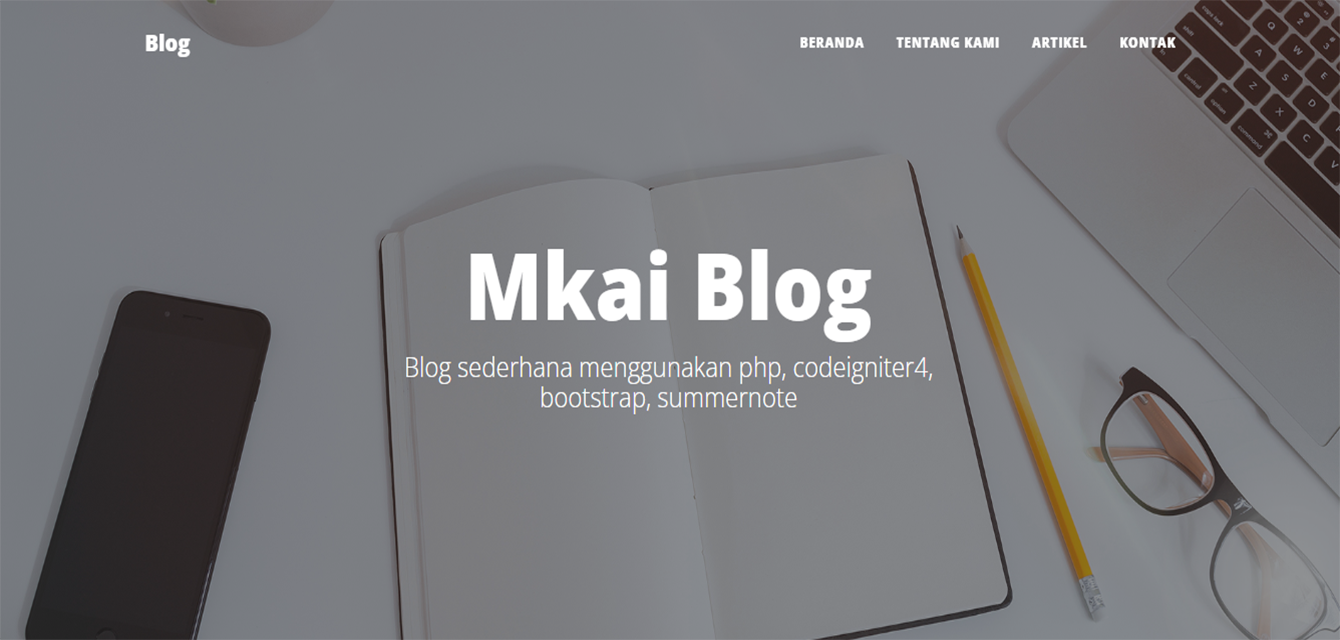 Blog
BERANDA TENTANG KAMI ARTIKEL KONTAK
Mkai Blog
Blog sederhana menggunakan php, codeigniter4,
bootstrap, summernote